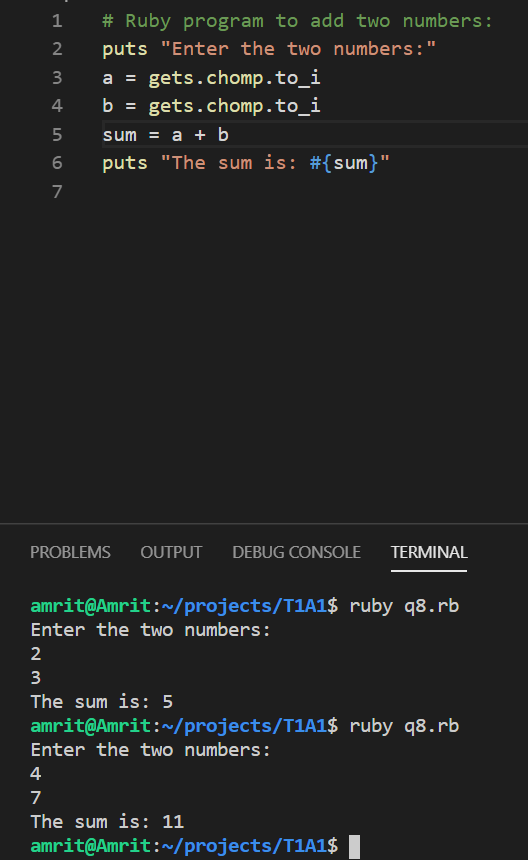 1 # Ruby program to add two numbers:
2 puts "Enter the two numbers:"
3 a = gets.chomp.to_i
4 b = gets.chomp.to_i
5 sum = a + b
6 puts "The sum is: #{sum}"
7
PROBLEMS OUTPUT DEBUG CONSOLE TERMINAL
amrit@Amrit:~/projects/T1A1$ ruby q8.rb
Enter the two numbers:
2
3
The sum is: 5
amrit@Amrit:~/projects/T1A1$ ruby q8.rb
Enter the two numbers:
4
7
The sum is: 11
amrit@Amrit:~/projects/T1A1$